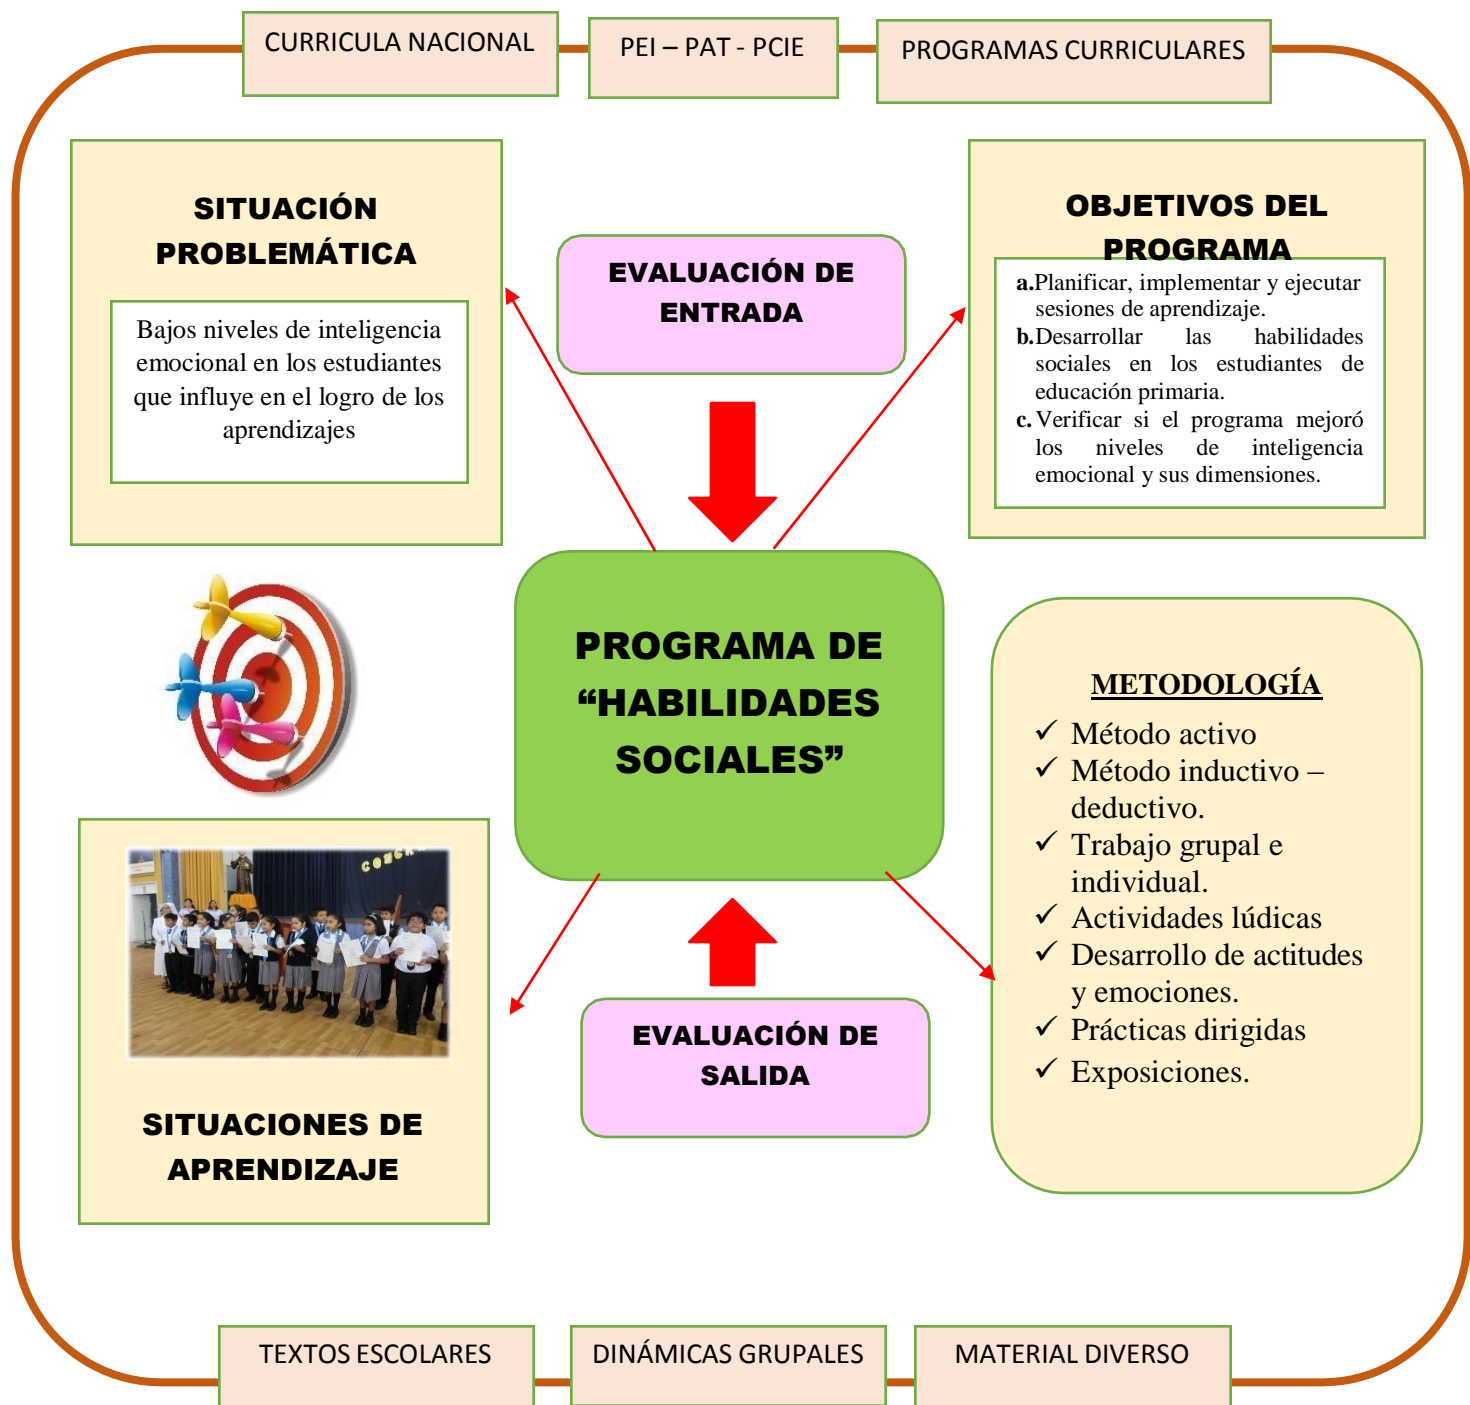 CURRICULA NACIONAL
PEI – PAT - PCIE
PROGRAMAS CURRICULARES
SITUACIÓN
PROBLEMÁTICA
Bajos niveles de inteligencia
emocional en los estudiantes
que influye en el logro de los
aprendizajes
EVALUACIÓN DE
ENTRADA
OBJETIVOS DEL
PROGRAMA
a.Planificar, implementar y ejecutar
sesiones de aprendizaje.
b.Desarrollar las habilidades
sociales en los estudiantes de
educación primaria.
c.Verificar si el programa mejoró
los niveles de inteligencia
emocional y sus dimensiones.
PROGRAMA DE
“HABILIDADES
SOCIALES”
METODOLOGÍA
✓ Método activo
✓ Método inductivo –
deductivo.
✓ Trabajo grupal e
individual.
✓ Actividades lúdicas
✓ Desarrollo de actitudes
y emociones.
✓ Prácticas dirigidas
✓ Exposiciones.
SITUACIONES DE
APRENDIZAJE
EVALUACIÓN DE
SALIDA
TEXTOS ESCOLARES
DINÁMICAS GRUPALES
MATERIAL DIVERSO